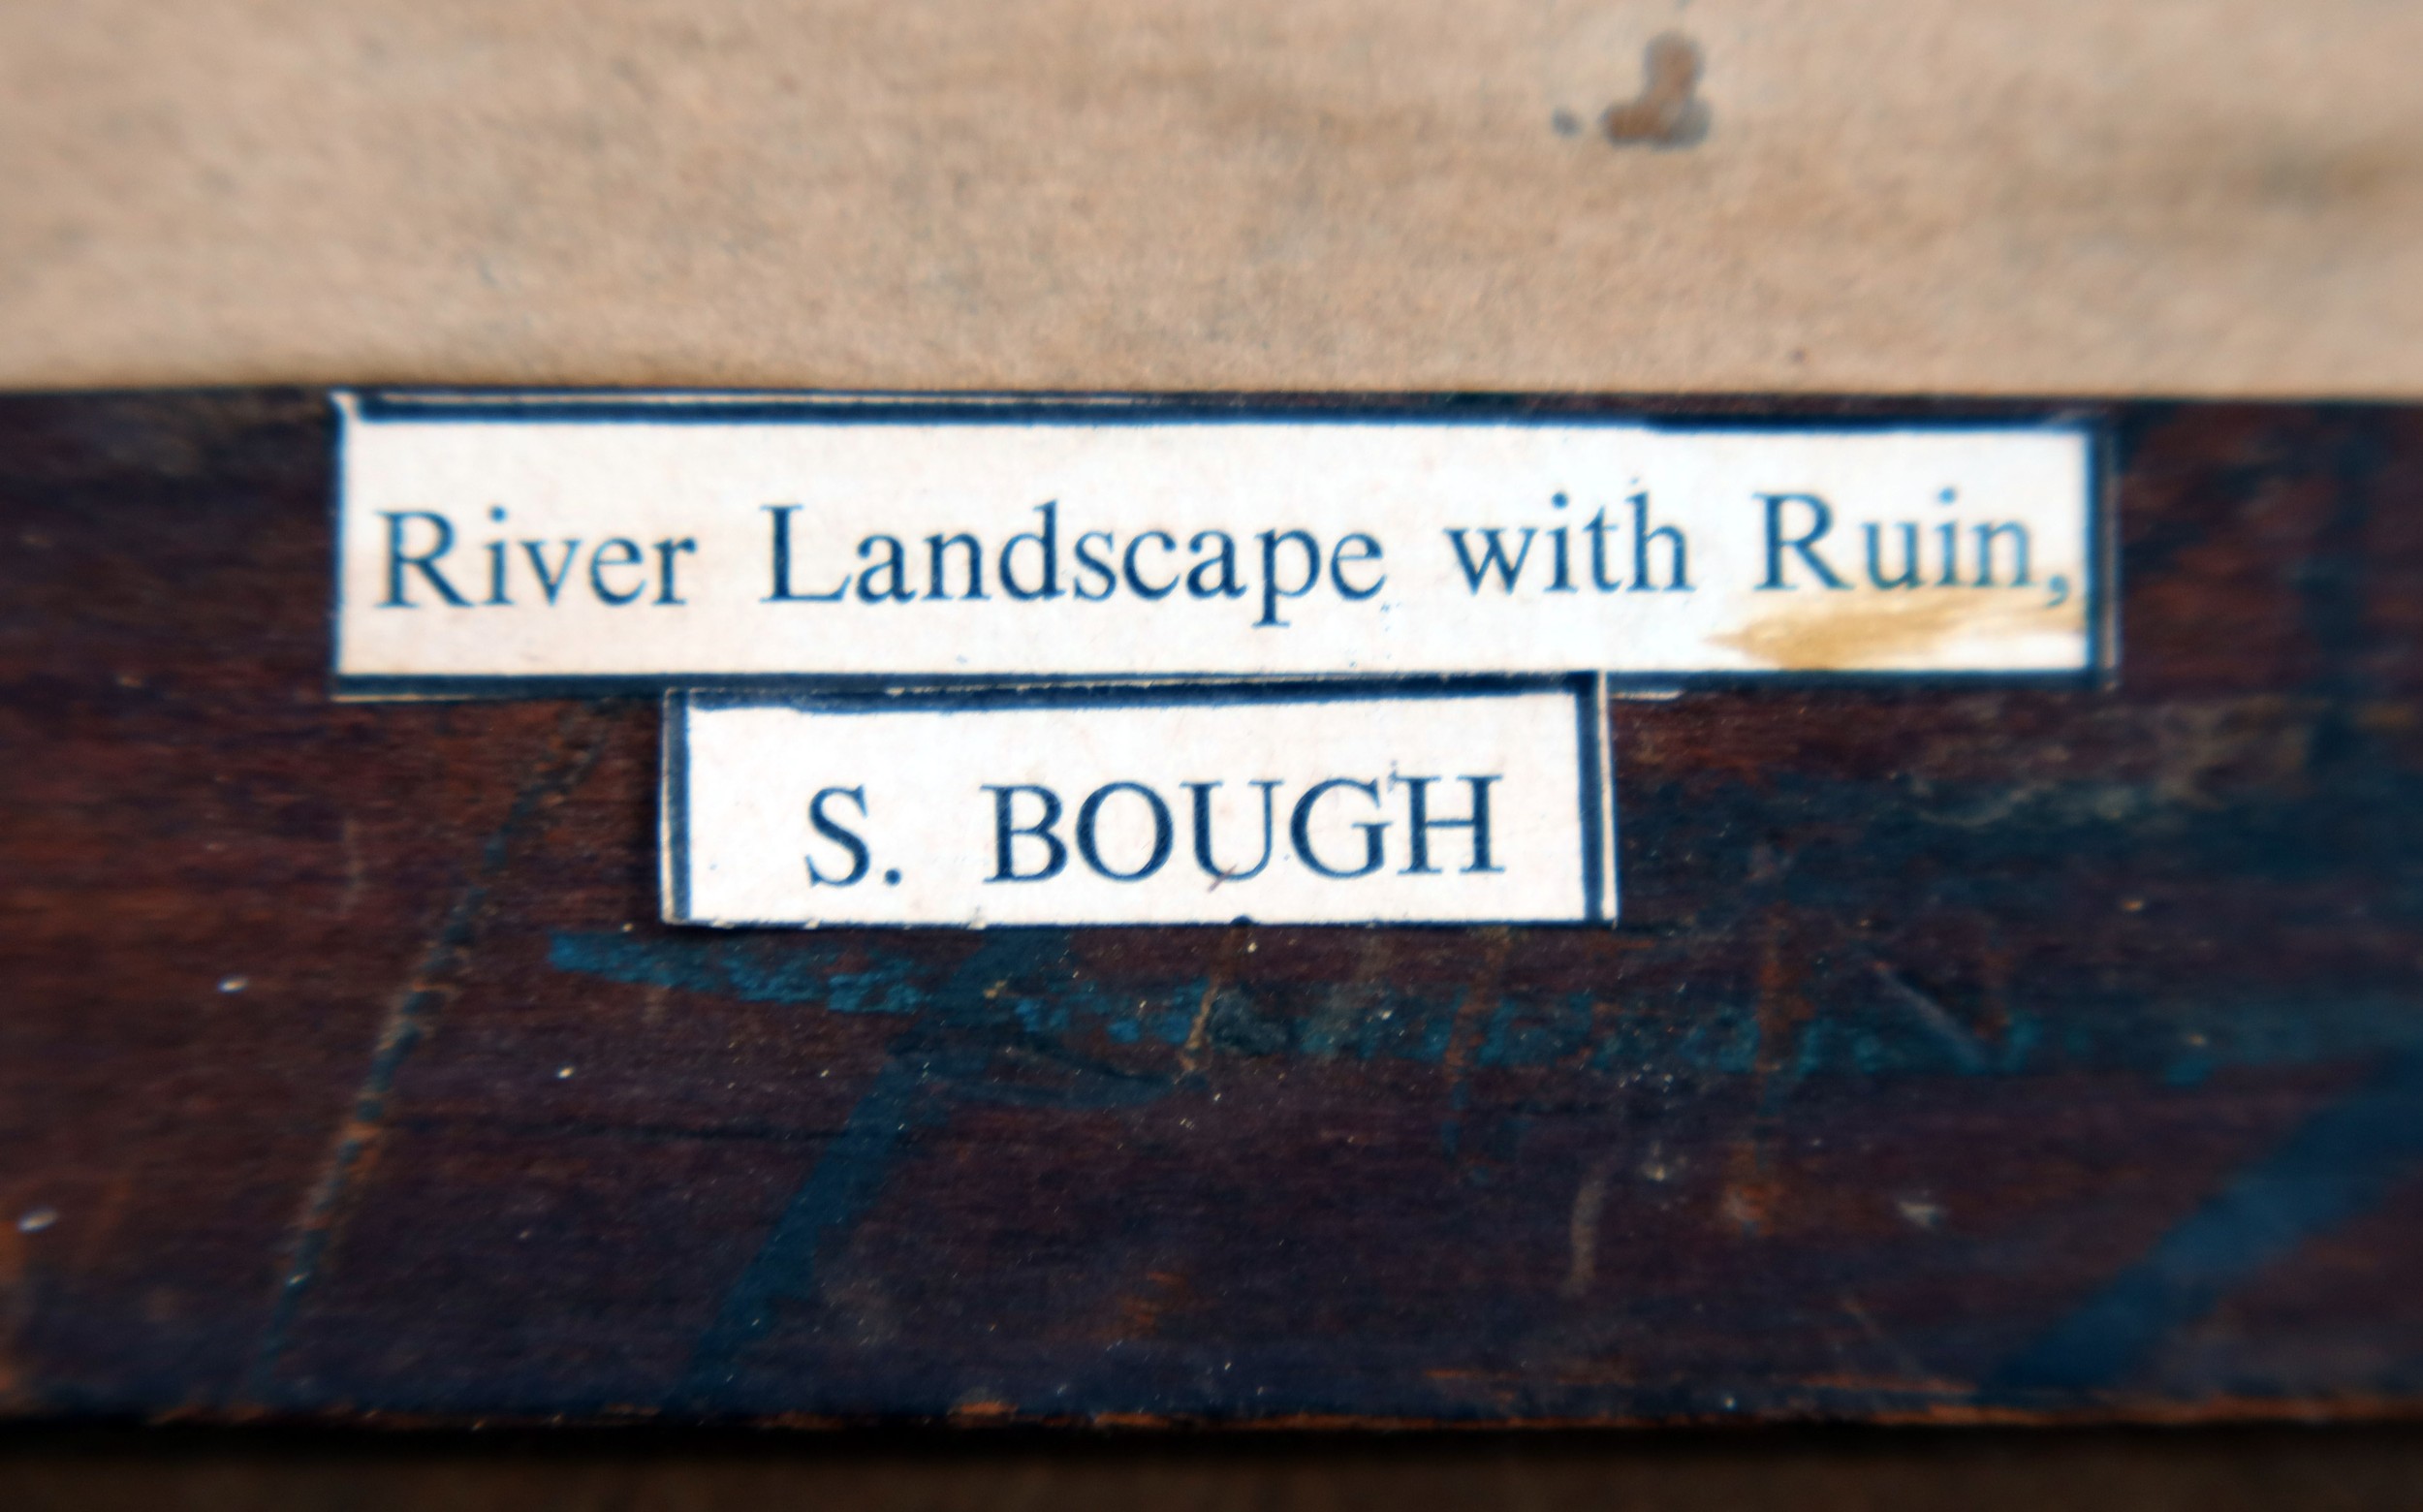 River Landscape with Ruin,
S. BOUGH